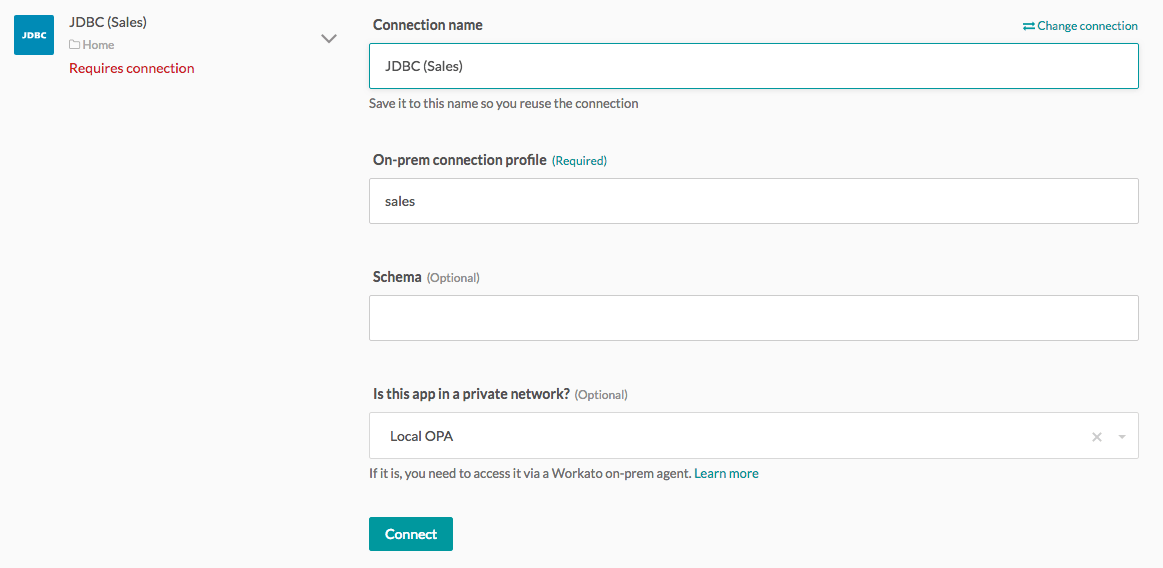 JDBC
JDBC (Sales)
Home
Requires connection
Connection name
Change connection
JDBC (Sales)
Save it to this name so you reuse the connection
On-prem connection profile (Required)
sales
Schema (Optional)
Is this app in a private network? (Optional)
Local OPA
If it is, you need to access it via a Workato on-prem agent. Learn more
Connect